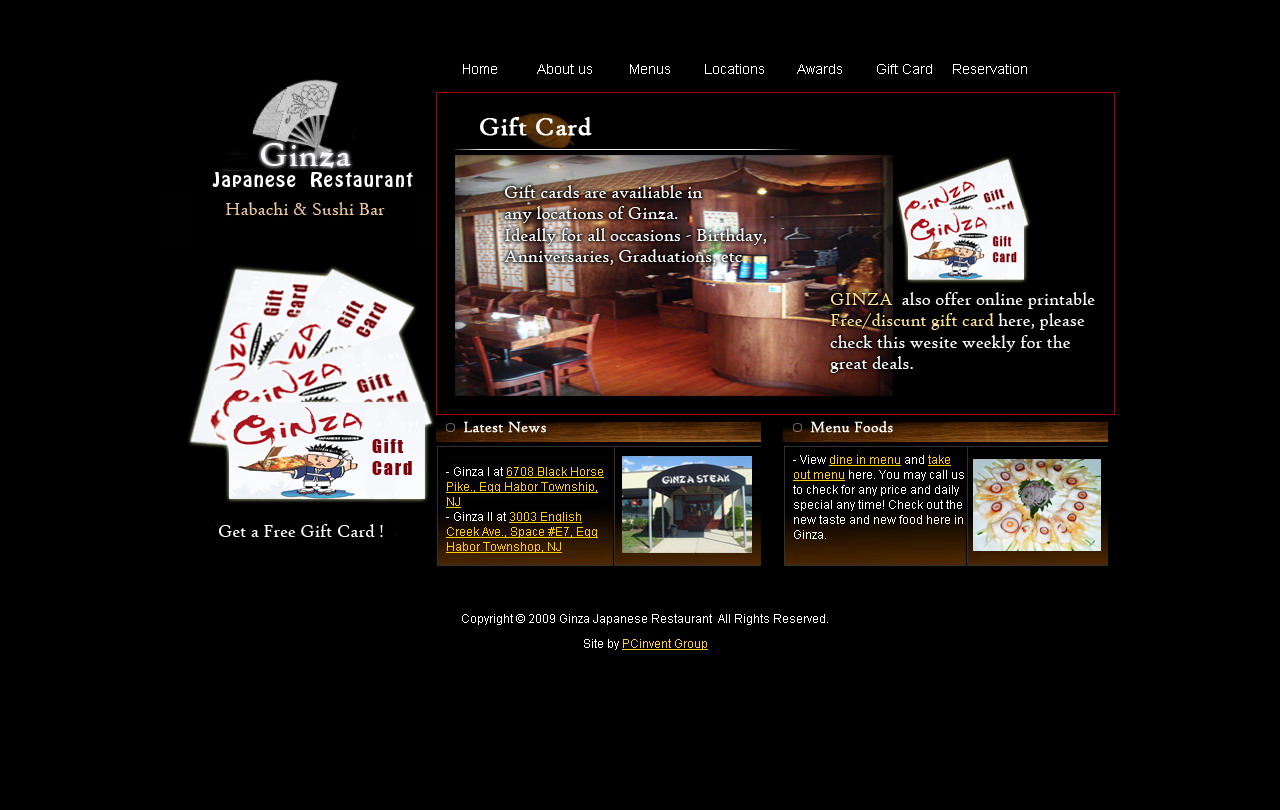 Home About us Menus Locations Awards Gift Card Reservation
Ginza
Japanese Restaurant
Habachi & Sushi Bar
Gift Card
Gift cards are availiable in
any locations of Ginza.
Ideally for all occasions - Birthday,
Anniversaries, Graduations, etc
GINZA
Gift
Card
GINZA also offer online printable
Free/discunt gift card here, please
check this wesite weekly for the
great deals.
Gift
Card
Gift
Card
GINZA
Gift
GINZA
JAPANESE CUISINE
Gift
Card
Get a Free Gift Card !
Latest News
- Ginza I at 6708 Black Horse
Pike., Egg Habor Township,
NJ
- Ginza II at 3003 English
Creek Ave., Space #E7, Egg
Habor Townshop, NJ
GINZA STEAK
Menu Foods
- View dine in menu and take
out menu here. You may call us
to check for any price and daily
special any time! Check out the
new taste and new food here in
Ginza.
Copyright © 2009 Ginza Japanese Restaurant All Rights Reserved.
Site by PCinvent Group